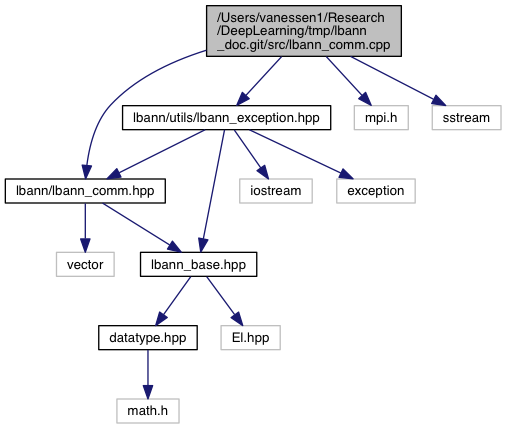 /Users/vanessen1/Research
/DeepLearning/tmp/lbann
_doc.git/src/lbann_comm.cpp
lbann/utils/lbann_exception.hpp
mpi.h
sstream
lbann/lbann_comm.hpp
iostream
exception
vector
lbann_base.hpp
datatype.hpp
El.hpp
math.h